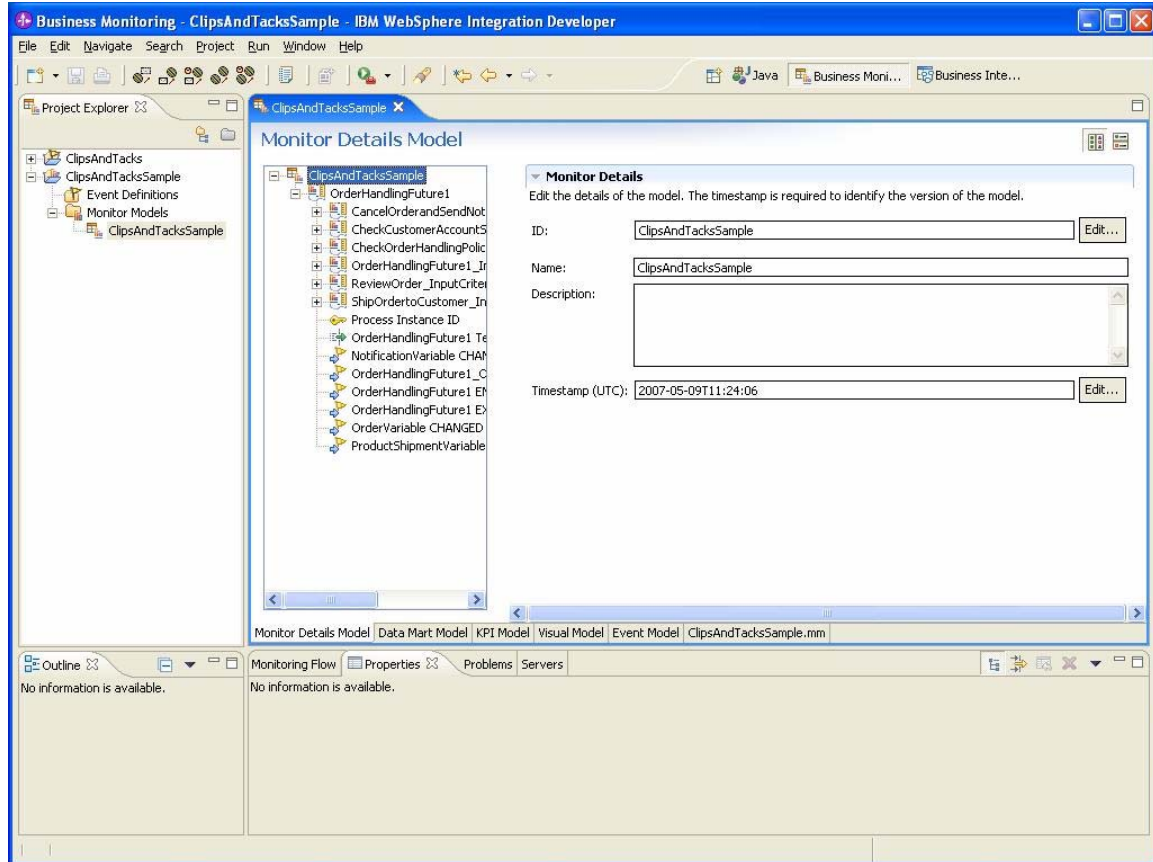 Business Monitoring - ClipsAndTacksSample - IBM WebSphere Integration Developer
File Edit Navigate Search Project Run Window Help
Java Business Moni... Business Inte...
Project Explorer
ClipsAndTacks
ClipsAndTacksSample
Event Definitions
Monitor Models
ClipsAndTacksSample
ClipsAndTacksSample
Monitor Details Model
ClipsAndTacksSample
OrderHandlingFuture1
CancelOrderandSendNot
CheckCustomerAccountS
CheckOrderHandlingPolic
OrderHandlingFuture1_Ir
ReviewOrder_InputCriter
ShipOrdertoCustomer_In
Process Instance ID
OrderHandlingFuture1 Te
NotificationVariable CHAN
OrderHandlingFuture1_C
OrderHandlingFuture1 EN
OrderHandlingFuture1 EX
OrderVariable CHANGED
ProductShipmentVariable
Monitor Details
Edit the details of the model. The timestamp is required to identify the version of the model.
ID: ClipsAndTacksSample Edit...
Name: ClipsAndTacksSample
Description:
Timestamp (UTC): 2007-05-09T11:24:06 Edit...
Monitor Details Model Data Mart Model KPI Model Visual Model Event Model ClipsAndTacksSample.mm
Outline
No information is available.
Monitoring Flow Properties Problems Servers
No information is available.